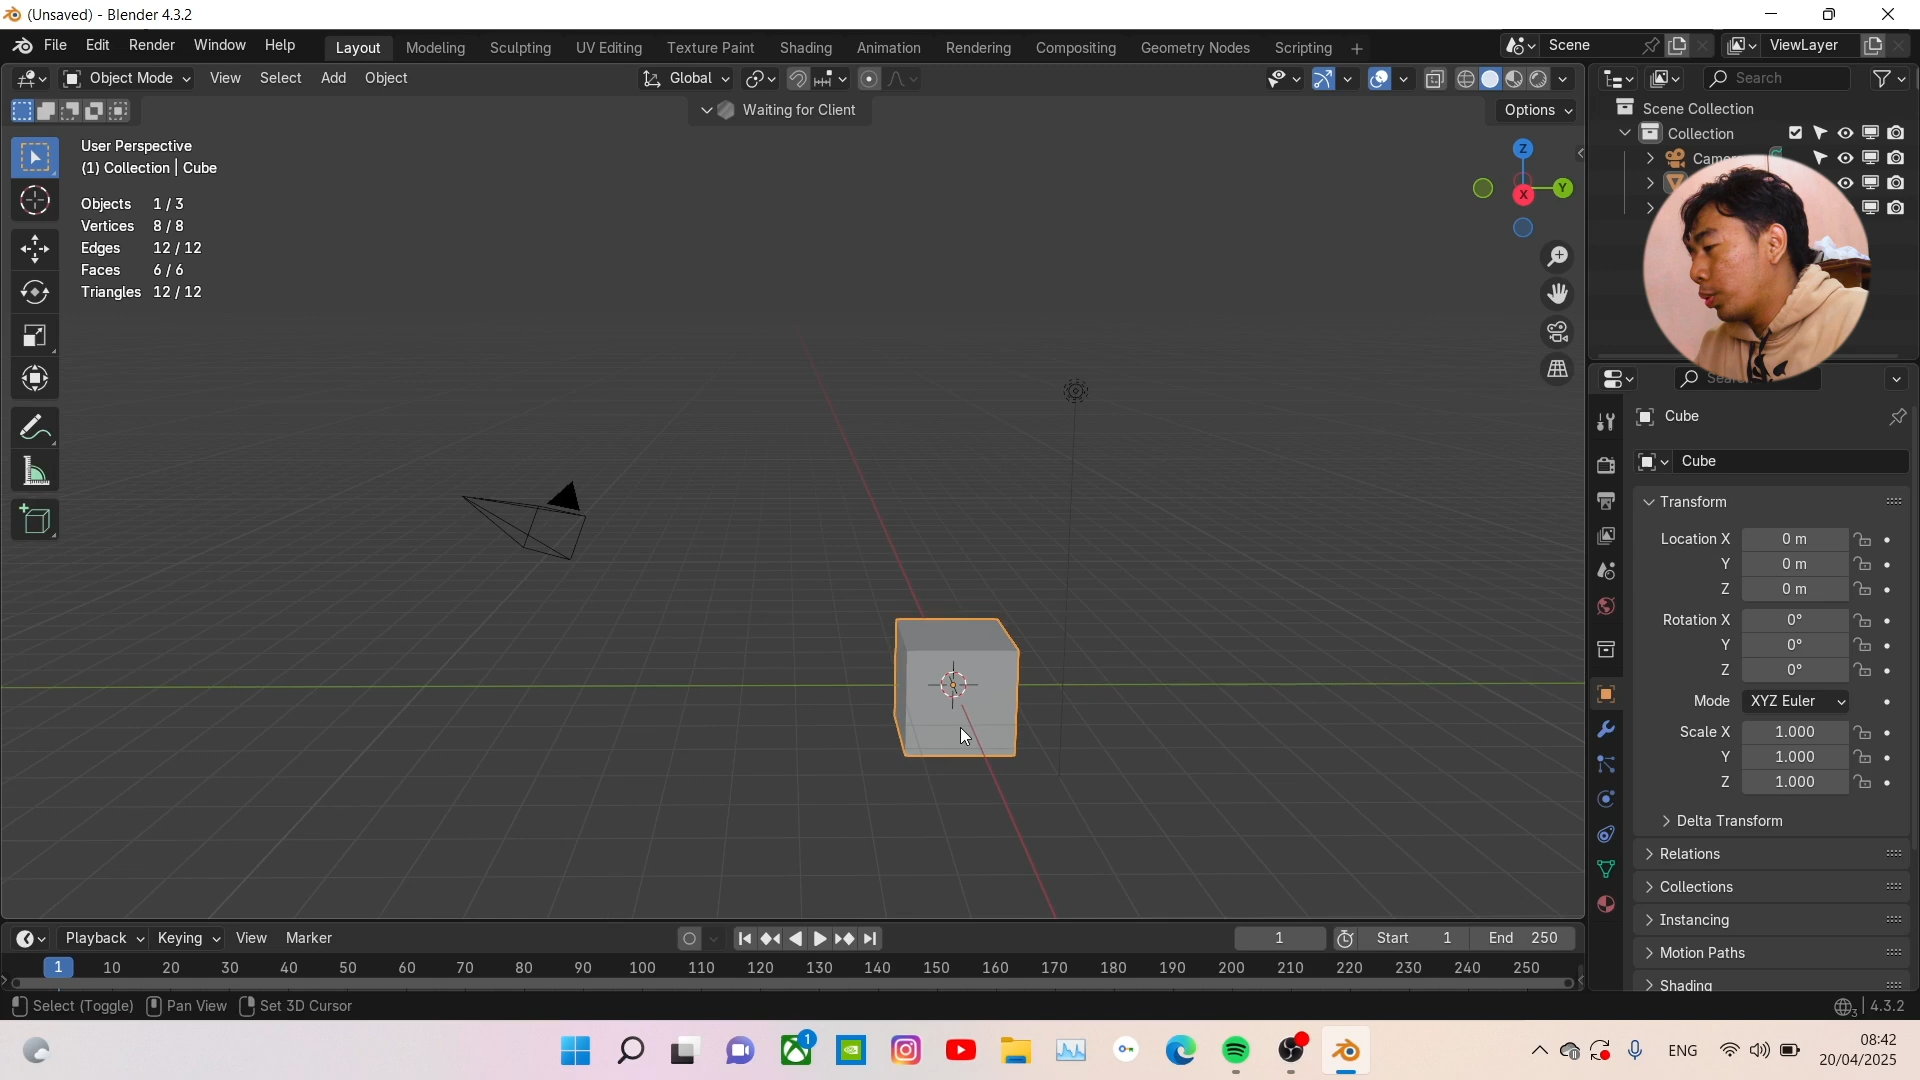 (Unsaved) - Blender 4.3.2
File Edit Render Window Help Layout Modeling Sculpting UV Editing Texture Paint Shading Animation Rendering Compositing Geometry Nodes Scripting + Scene ViewLayer
Object Mode View Select Add Object Global Search
Waiting for Client Options
Scene Collection
Collection
User Perspective
(1) Collection | Cube
Objects 1 / 3
Vertices 8 / 8
Edges 12 / 12
Faces 6 / 6
Triangles 12 / 12
Z
Y
X
Cube
Cube
Transform
Location X 0 m
Y 0 m
Z 0 m
Rotation X 0°
Y 0°
Z 0°
Mode XYZ Euler
Scale X 1.000
Y 1.000
Z 1.000
Delta Transform
Relations
Collections
Instancing
Motion Paths
Shading
Playback Keying View Marker 1 Start 1 End 250
1 10 20 30 40 50 60 70 80 90 100 110 120 130 140 150 160 170 180 190 200 210 220 230 240 250
Select (Toggle) Pan View Set 3D Cursor 3 4.3.2
1
ENG
08:42
20/04/2025